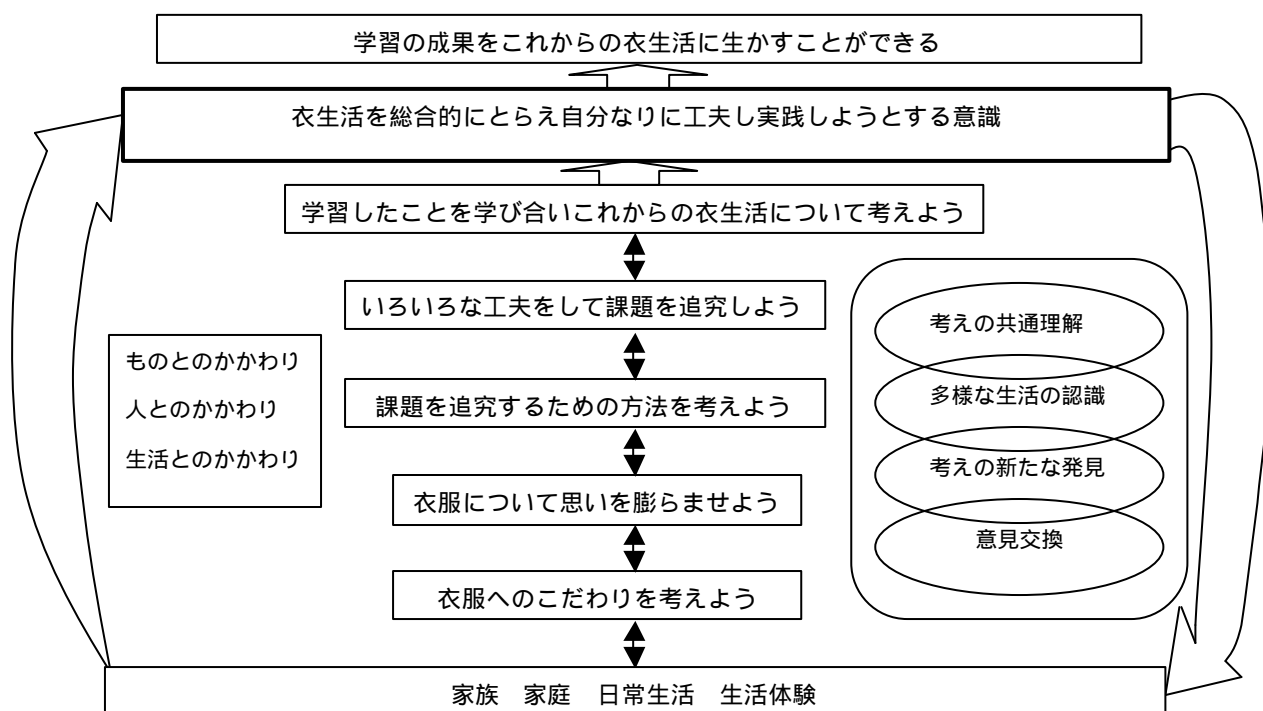 学習の成果をこれからの衣生活に生かすことができる
衣生活を総合的にとらえ自分なりに工夫し実践しようとする意識
学習したことを学び合いこれからの衣生活について考えよう
いろいろな工夫をして課題を追究しよう
課題を追究するための方法を考えよう
衣服について思いを膨らませよう
衣服へのこだわりを考えよう
ものとのかかわり
人とのかかわり
生活とのかかわり
考えの共通理解
多様な生活の認識
考えの新たな発見
意見交換
家族 家庭 日常生活 生活体験